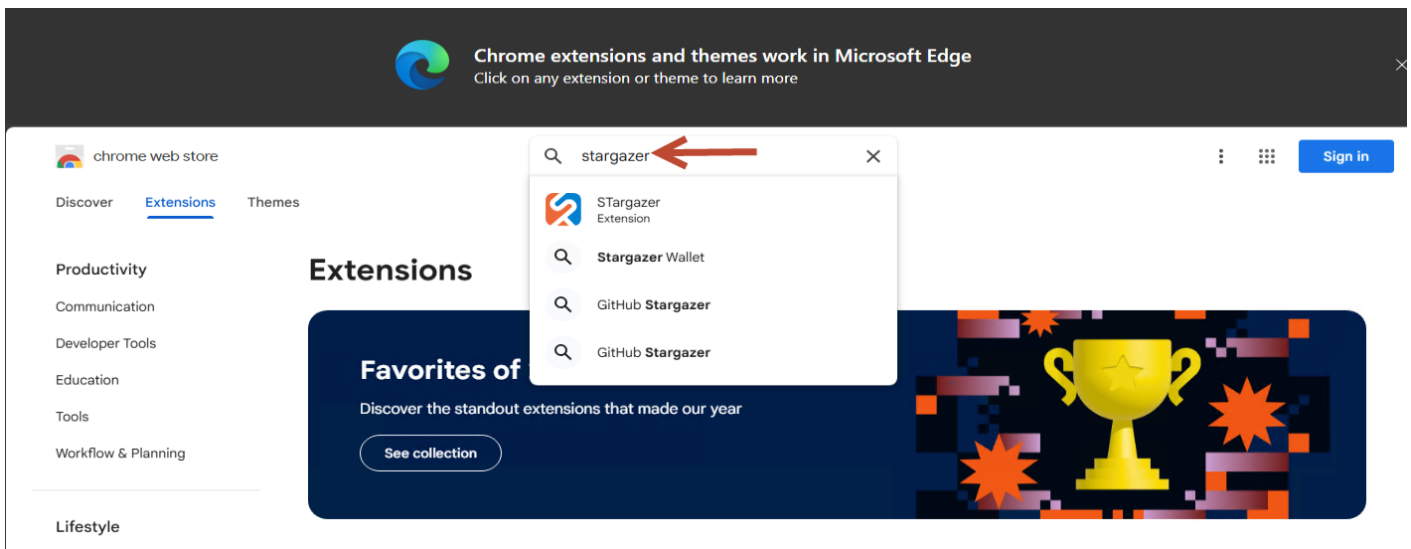 Chrome extensions and themes work in Microsoft Edge
Click on any extension or theme to learn more
chrome web store
stargazer
Sign in
Discover
Extensions
Themes
STargazer
Extension
Stargazer Wallet
GitHub Stargazer
GitHub Stargazer
Productivity
Communication
Developer Tools
Education
Tools
Workflow & Planning
Lifestyle
Extensions
Favorites of
Discover the standout extensions that made our year
See collection